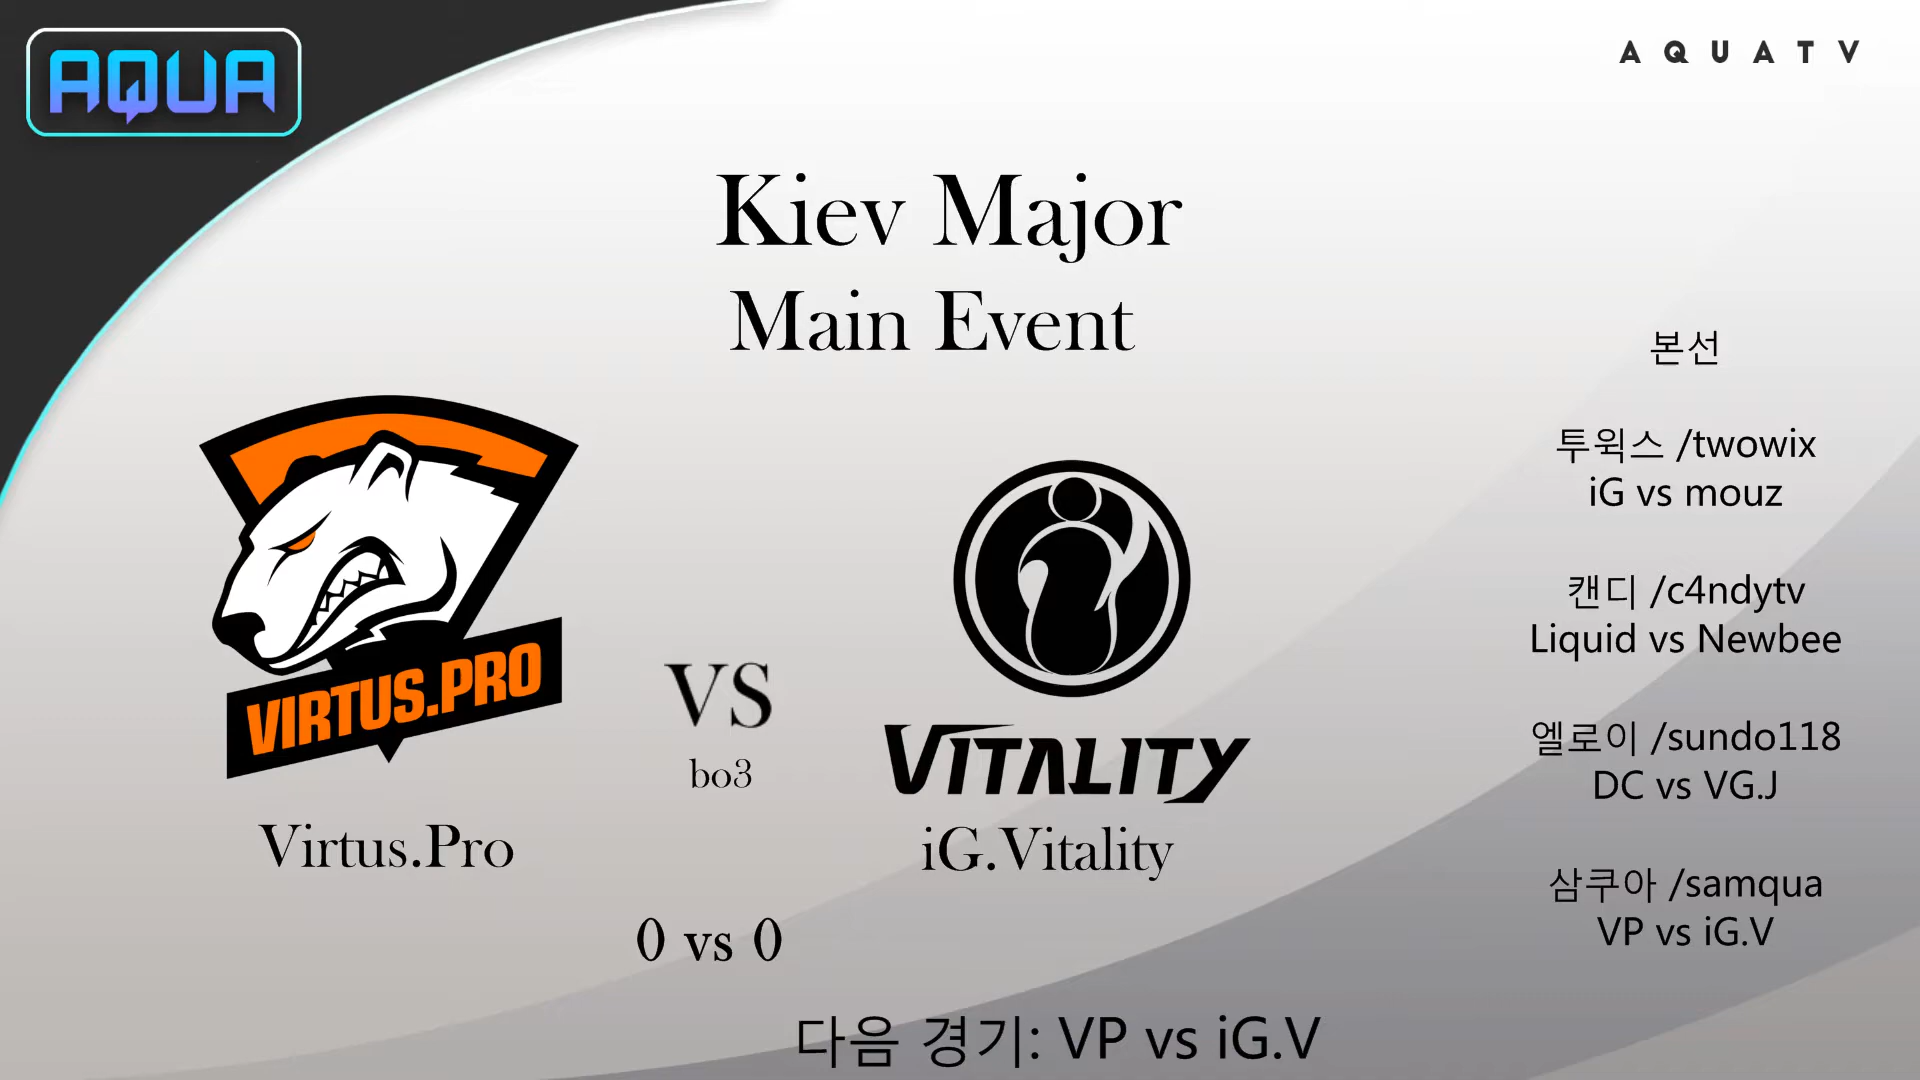 AQUA
AQUATV
Kiev Major
Main Event
VIRTUS.PRO
VS
bo3
VITALITY
Virtus.Pro
iG.Vitality
0 vs 0
본선
투윅스 /twowix
iG vs mouz
캔디 /c4ndytv
Liquid vs Newbee
엘로이 /sundo118
DC vs VG.J
삼쿠아 /samqua
VP vs iG.V
다음 경기: VP vs iG.V